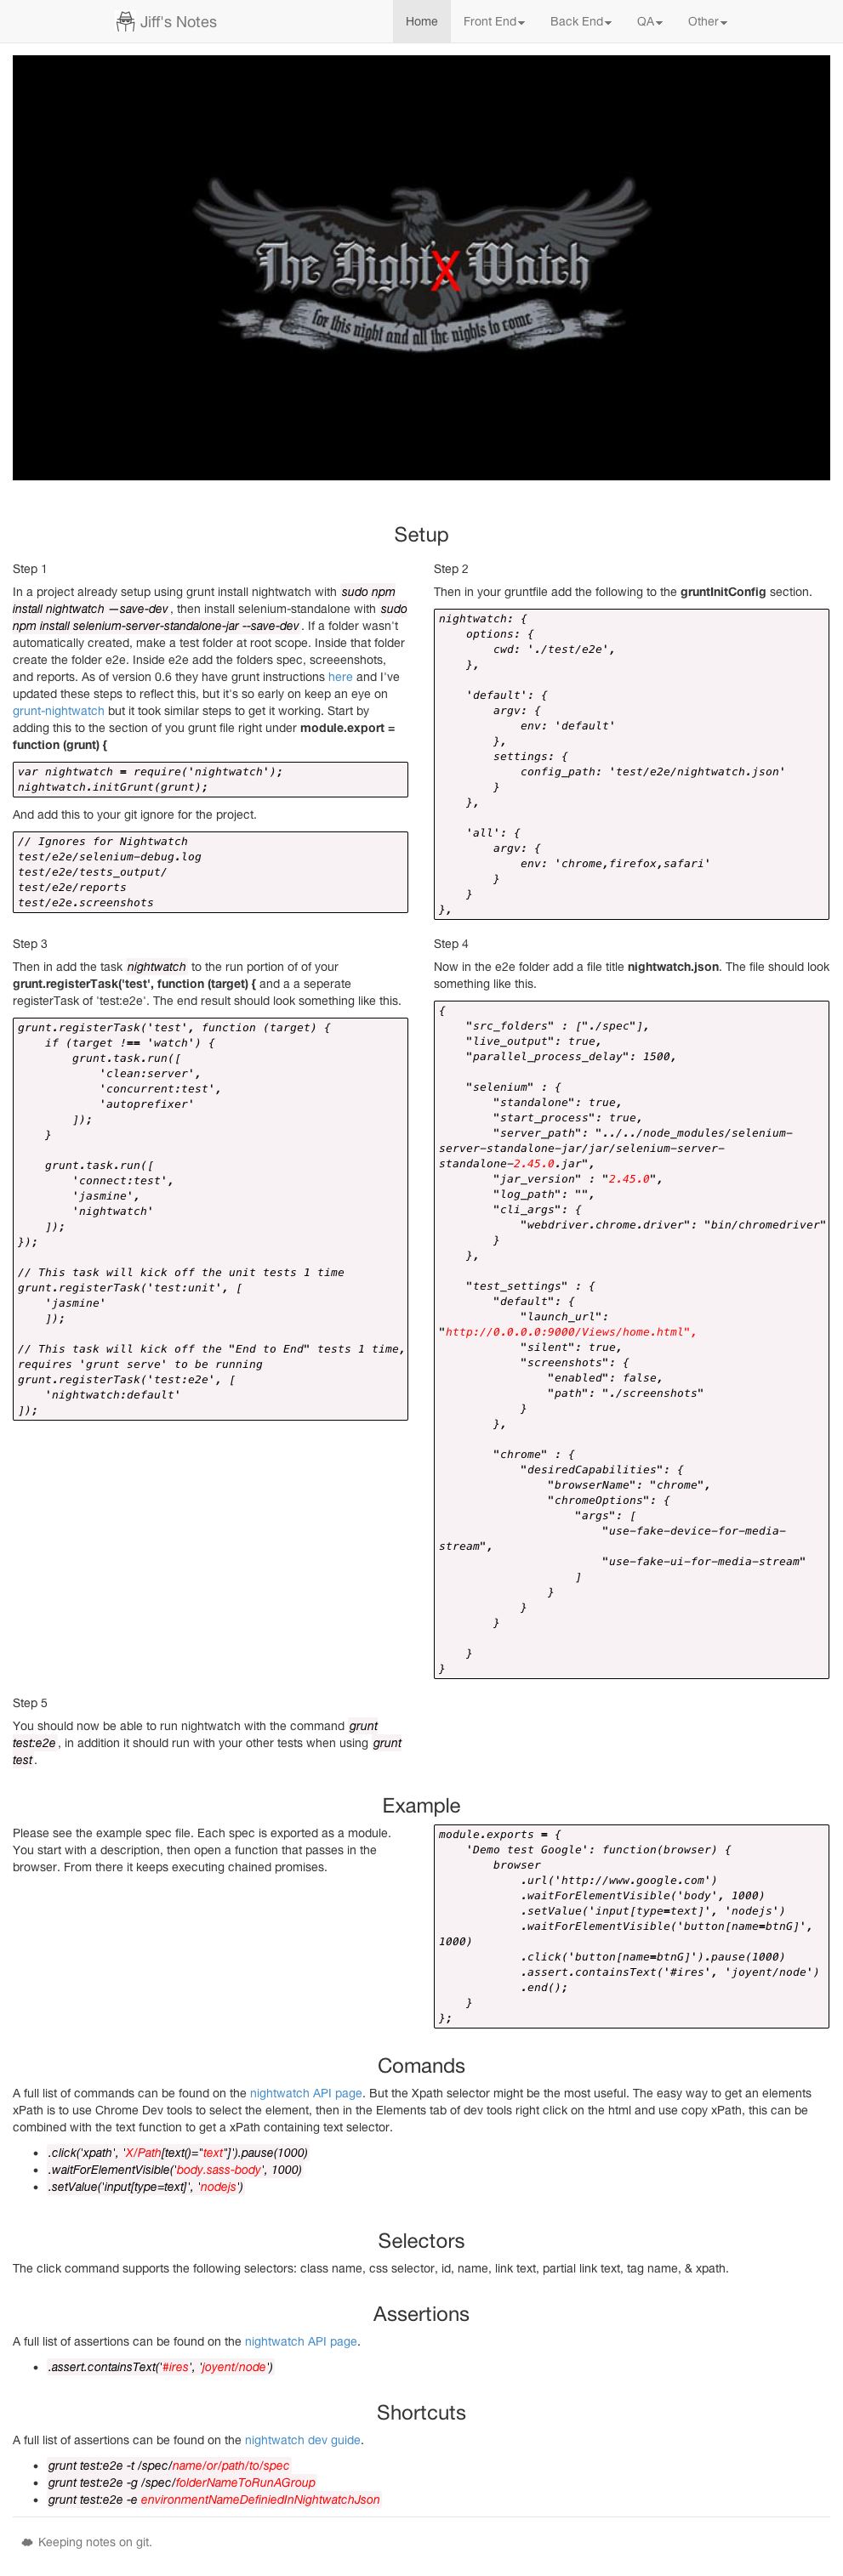 Jiff's Notes
Home
Front End
Back End
QA
Other
The Night's Watch
X
for this night and all the nights to come
Setup
Step 1
In a project already setup using grunt install nightwatch with sudo npm
install nightwatch —save-dev , then install selenium-standalone with sudo
npm install selenium-server-standalone-jar --save-dev . If a folder wasn't
automatically created, make a test folder at root scope. Inside that folder
create the folder e2e. Inside e2e add the folders spec, screeenshots,
and reports. As of version 0.6 they have grunt instructions here and I've
updated these steps to reflect this, but it's so early on keep an eye on
grunt-nightwatch but it took similar steps to get it working. Start by
adding this to the section of you grunt file right under module.export =
function (grunt) {
var nightwatch = require('nightwatch');
nightwatch.initGrunt(grunt);
And add this to your git ignore for the project.
// Ignores for Nightwatch
test/e2e/selenium-debug.log
test/e2e/tests_output/
test/e2e/reports
test/e2e.screenshots
Step 2
Then in your gruntfile add the following to the gruntInitConfig section.
nightwatch: {
    options: {
        cwd: './test/e2e',
    },
    'default': {
        argv: {
            env: 'default'
        },
        settings: {
            config_path: 'test/e2e/nightwatch.json'
        }
    },
    'all': {
        argv: {
            env: 'chrome,firefox,safari'
        }
    }
},
Step 3
Then in add the task nightwatch to the run portion of of your
grunt.registerTask('test', function (target) { and a a seperate
registerTask of 'test:e2e'. The end result should look something like this.
grunt.registerTask('test', function (target) {
    if (target !== 'watch') {
        grunt.task.run([
            'clean:server',
            'concurrent:test',
            'autoprefixer'
        ]);
    }
    grunt.task.run([
        'connect:test',
        'jasmine',
        'nightwatch'
    ]);
});
// This task will kick off the unit tests 1 time
grunt.registerTask('test:unit', [
    'jasmine'
    ]);
// This task will kick off the "End to End" tests 1 time,
requires 'grunt serve' to be running
grunt.registerTask('test:e2e', [
    'nightwatch:default'
]);
Step 4
Now in the e2e folder add a file title nightwatch.json. The file should look
something like this.
{
    "src_folders" : ["./spec"],
    "live_output": true,
    "parallel_process_delay": 1500,
    "selenium" : {
        "standalone": true,
        "start_process": true,
        "server_path": "../../node_modules/selenium-
server-standalone-jar/jar/selenium-server-
standalone-2.45.0.jar",
        "jar_version" : "2.45.0",
        "log_path": "",
        "cli_args": {
            "webdriver.chrome.driver": "bin/chromedriver"
        }
    },
    "test_settings" : {
        "default": {
            "launch_url":
"http://0.0.0.0:9000/Views/home.html",
            "silent": true,
            "screenshots": {
                "enabled": false,
                "path": "./screenshots"
            }
        },
        "chrome" : {
            "desiredCapabilities": {
                "browserName": "chrome",
                "chromeOptions": {
                    "args": [
                        "use-fake-device-for-media-
stream",
                        "use-fake-ui-for-media-stream"
                    ]
                }
            }
        }
    }
}
Step 5
You should now be able to run nightwatch with the command grunt
test:e2e , in addition it should run with your other tests when using grunt
test .
Example
Please see the example spec file. Each spec is exported as a module.
You start with a description, then open a function that passes in the
browser. From there it keeps executing chained promises.
module.exports = {
    'Demo test Google': function(browser) {
        browser
            .url('http://www.google.com')
            .waitForElementVisible('body', 1000)
            .setValue('input[type=text]', 'nodejs')
            .waitForElementVisible('button[name=btnG]',
1000)
            .click('button[name=btnG]').pause(1000)
            .assert.containsText('#ires', 'joyent/node')
            .end();
    }
};
Comands
A full list of commands can be found on the nightwatch API page. But the Xpath selector might be the most useful. The easy way to get an elements
xPath is to use Chrome Dev tools to select the element, then in the Elements tab of dev tools right click on the html and use copy xPath, this can be
combined with the text function to get a xPath containing text selector.
• .click('xpath', 'X/Path[text()="text"]').pause(1000)
• .waitForElementVisible('body.sass-body', 1000)
• .setValue('input[type=text]', 'nodejs')
Selectors
The click command supports the following selectors: class name, css selector, id, name, link text, partial link text, tag name, & xpath.
Assertions
A full list of assertions can be found on the nightwatch API page.
• .assert.containsText('#ires', 'joyent/node')
Shortcuts
A full list of assertions can be found on the nightwatch dev guide.
• grunt test:e2e -t /spec/name/or/path/to/spec
• grunt test:e2e -g /spec/folderNameToRunAGroup
• grunt test:e2e -e environmentNameDefiniedInNightwatchJson
Keeping notes on git.